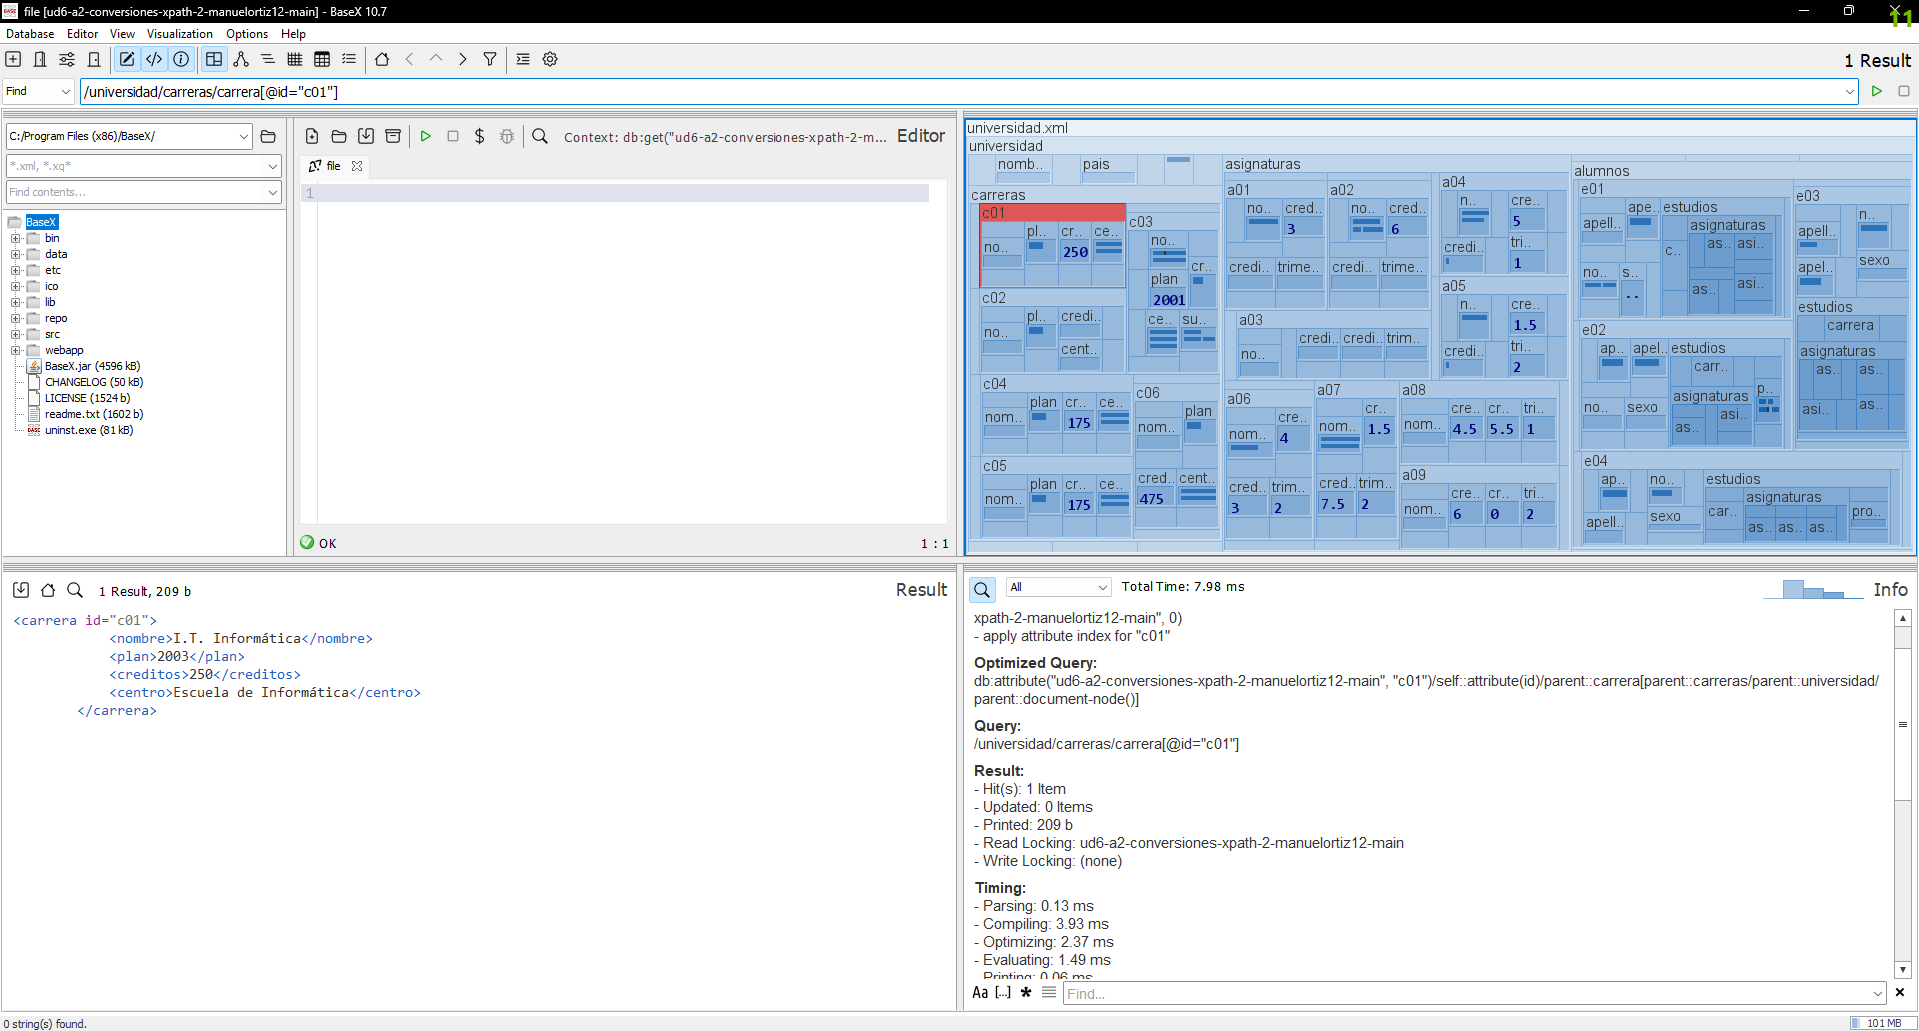 file [ud6-a2-conversiones-xpath-2-manuelortiz12-main] - BaseX 10.7
11
Database Editor View Visualization Options Help
1 Result
Find
/universidad/carreras/carrera[@id="c01"]
C:/Program Files (x86)/BaseX/
*.xml, *.xq*
Find contents...
BaseX
bin
data
etc
ico
lib
repo
src
webapp
BaseX.jar (4596 kB)
CHANGELOG (50 kB)
LICENSE (1524 b)
readme.txt (1602 b)
uninst.exe (81 kB)
Context: db:get("ud6-a2-conversiones-xpath-2-m...
Editor
file
1
OK
1 : 1
universidad.xml
universidad
nomb..
pais
carreras
c01
no..
pl..
cr..
250
ce..
c02
no..
pl..
credi..
cent..
c03
no..
plan
2001
cr..
ce..
su..
c04
nom..
plan
cr..
175
ce..
c05
nom..
plan
cr..
175
ce..
c06
nom..
plan
cred..
475
cent..
asignaturas
a01
no..
cred..
3
credi..
trime..
a02
no..
cred..
6
credi..
trime..
a03
no..
credi..
credi..
trim..
a04
n..
cre..
5
credi..
tri..
1
a05
n..
cre..
1.5
credi..
tri..
2
a06
nom..
cre..
4
cred..
3
trim..
2
a07
nom..
cr..
1.5
cred..
7.5
trim..
2
a08
nom..
cre..
4.5
cre..
5.5
tri..
1
a09
nom..
cre..
6
cr..
0
tri..
2
alumnos
e01
apell..
ape..
no..
s..
..
estudios
c..
asignaturas
as..
asi..
as..
asi..
e02
ap..
apel..
no..
sexo
estudios
carr..
asignaturas
as..
asi..
p..
e03
apell..
n..
apel..
sexo
estudios
carrera
asignaturas
as..
as..
asi..
as..
e04
ap..
no..
apell..
sexo
estudios
car..
asignaturas
as..
as..
as..
pro..
1 Result, 209 b
Result
<carrera id="c01">
<nombre>I.T. Informática</nombre>
<plan>2003</plan>
<creditos>250</creditos>
<centro>Escuela de Informática</centro>
</carrera>
All
Total Time: 7.98 ms
Info
xpath-2-manuelortiz12-main", 0)
- apply attribute index for "c01"
Optimized Query:
db:attribute("ud6-a2-conversiones-xpath-2-manuelortiz12-main", "c01")/self::attribute(id)/parent::carrera[parent::carreras/parent::universidad/
parent::document-node()]
Query:
/universidad/carreras/carrera[@id="c01"]
Result:
- Hit(s): 1 Item
- Updated: 0 Items
- Printed: 209 b
- Read Locking: ud6-a2-conversiones-xpath-2-manuelortiz12-main
- Write Locking: (none)
Timing:
- Parsing: 0.13 ms
- Compiling: 3.93 ms
- Optimizing: 2.37 ms
- Evaluating: 1.49 ms
- Printing: 0.06 ms
Aa [...] *
Find...
0 string(s) found.
101 MB